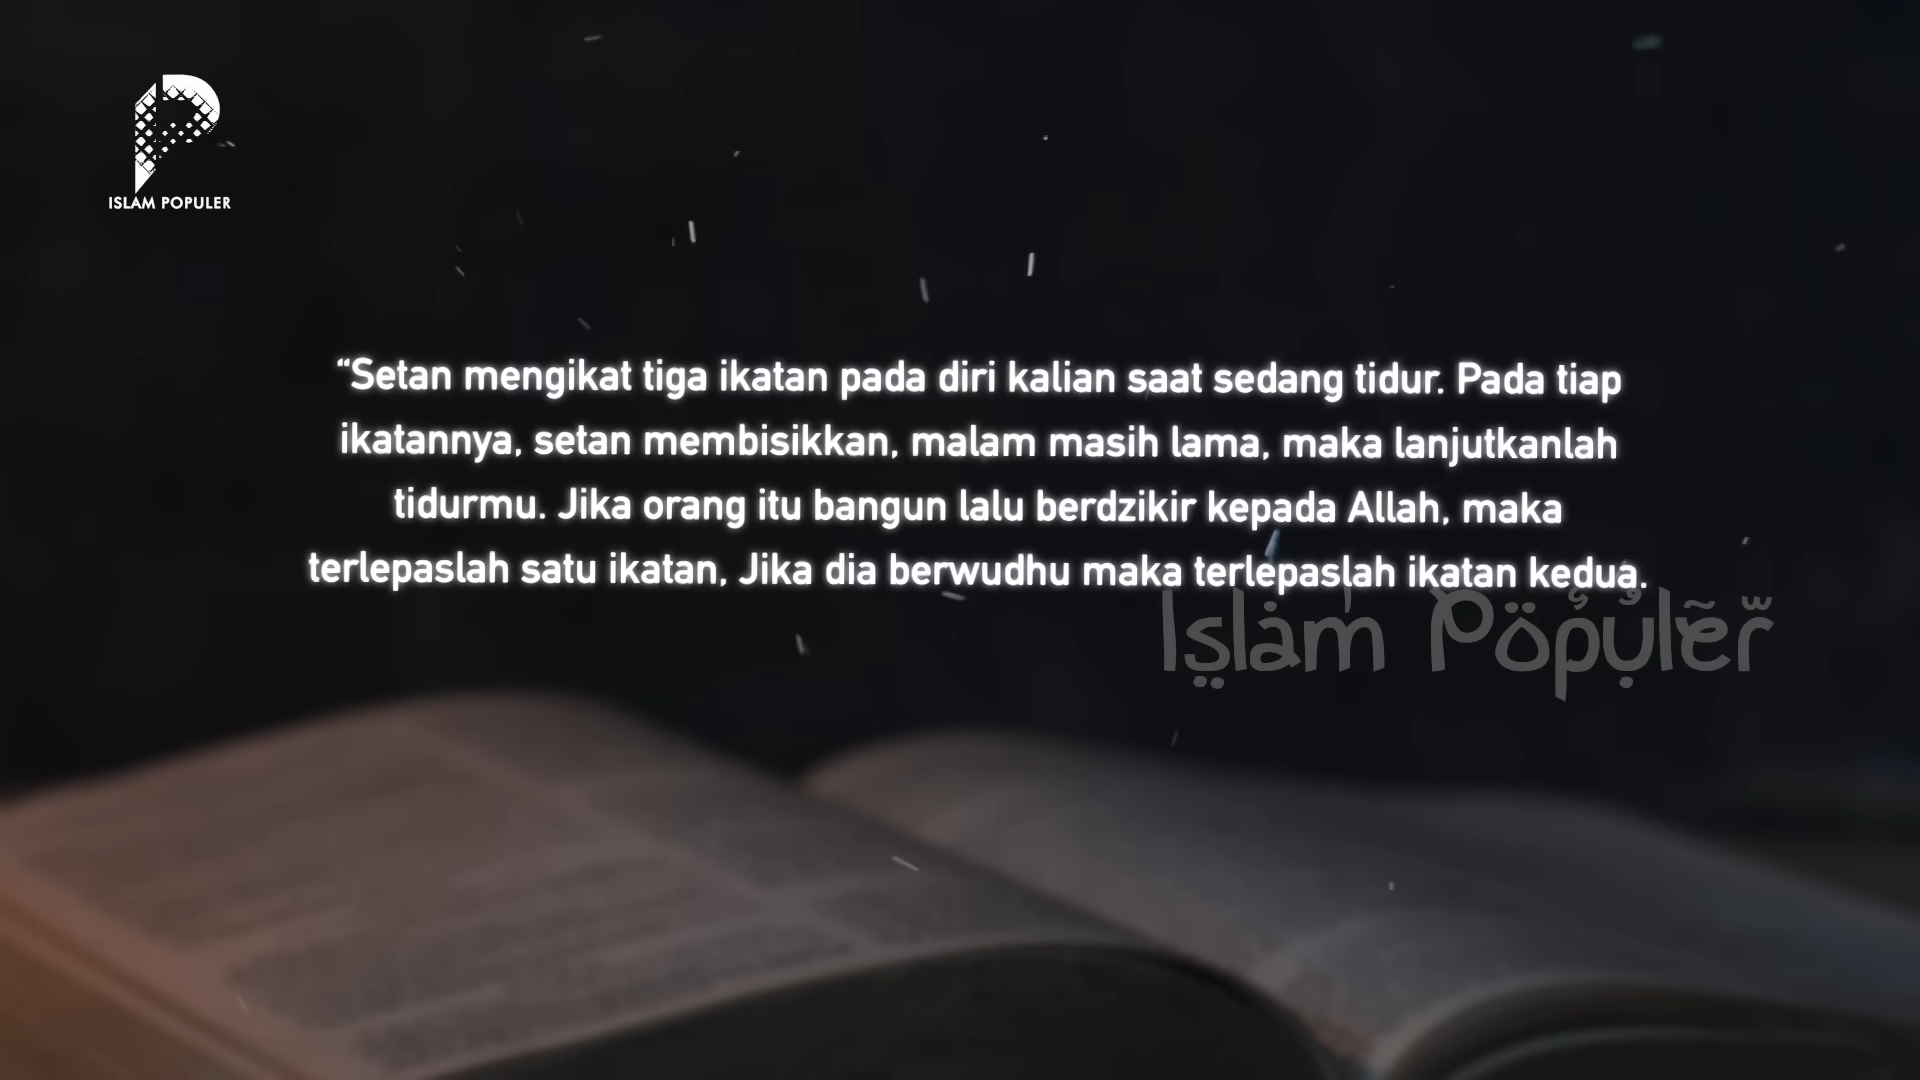 ISLAM POPULER
“Setan mengikat tiga ikatan pada diri kalian saat sedang tidur. Pada tiap
ikatannya, setan membisikkan, malam masih lama, maka lanjutkanlah
tidurmu. Jika orang itu bangun lalu berdzikir kepada Allah, maka
terlepaslah satu ikatan, Jika dia berwudhu maka terlepaslah ikatan kedua.
Islam Populer